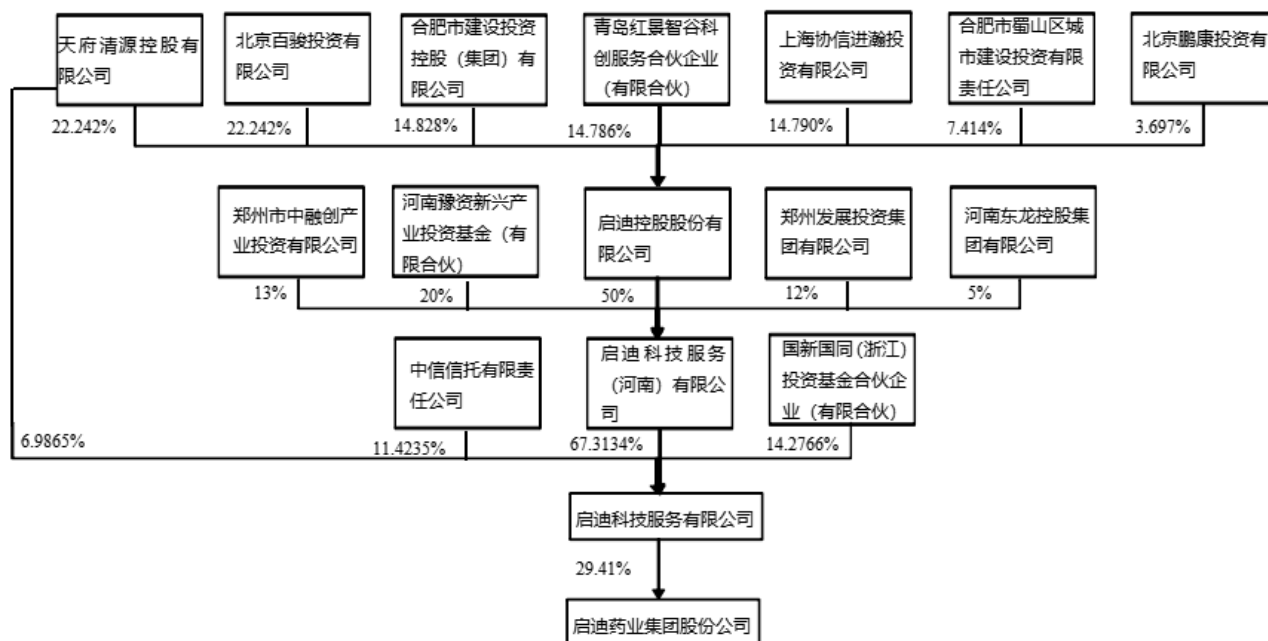 天府清源控股有
限公司
北京百骏投资有
限公司
合肥市建设投资
控股（集团）有
限公司
青岛红景智谷科
创服务合伙企业
（有限合伙）
上海协信进瀚投
资有限公司
合肥市蜀山区城
市建设投资有限
责任公司
北京鹏康投资有
限公司
22.242%
22.242%
14.828%
14.786%
14.790%
7.414%
3.697%
郑州市中融创产
业投资有限公司
河南豫资新兴产
业投资基金（有
限合伙）
启迪控股股份有
限公司
郑州发展投资集
团有限公司
河南东龙控股集
团有限公司
13%
20%
50%
12%
5%
中信信托有限责
任公司
启迪科技服务
（河南）有限公
司
国新国同（浙江）
投资基金合伙企
业（有限合伙）
6.9865%
11.4235%
67.3134%
14.2766%
启迪科技服务有限公司
29.41%
启迪药业集团股份公司